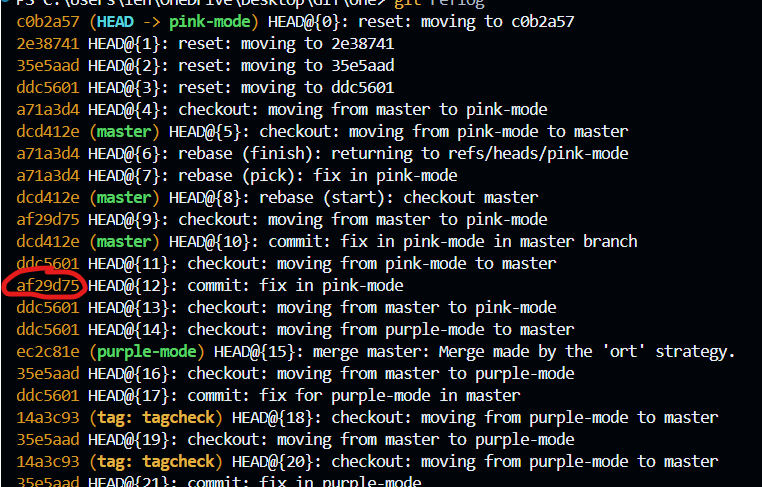 PS C:\Users\len\OneDrive\Desktop\Git\One> git reflog
c0b2a57 (HEAD -> pink-mode) HEAD@{0}: reset: moving to c0b2a57
2e38741 HEAD@{1}: reset: moving to 2e38741
35e5aad HEAD@{2}: reset: moving to 35e5aad
ddc5601 HEAD@{3}: reset: moving to ddc5601
a71a3d4 HEAD@{4}: checkout: moving from master to pink-mode
dcd412e (master) HEAD@{5}: checkout: moving from pink-mode to master
a71a3d4 HEAD@{6}: rebase (finish): returning to refs/heads/pink-mode
a71a3d4 HEAD@{7}: rebase (pick): fix in pink-mode
dcd412e (master) HEAD@{8}: rebase (start): checkout master
af29d75 HEAD@{9}: checkout: moving from master to pink-mode
dcd412e (master) HEAD@{10}: commit: fix in pink-mode in master branch
ddc5601 HEAD@{11}: checkout: moving from pink-mode to master
af29d75 HEAD@{12}: commit: fix in pink-mode
ddc5601 HEAD@{13}: checkout: moving from master to pink-mode
ddc5601 HEAD@{14}: checkout: moving from purple-mode to master
ec2c81e (purple-mode) HEAD@{15}: merge master: Merge made by the 'ort' strategy.
35e5aad HEAD@{16}: checkout: moving from master to purple-mode
ddc5601 HEAD@{17}: commit: fix for purple-mode in master
14a3c93 (tag: tagcheck) HEAD@{18}: checkout: moving from purple-mode to master
35e5aad HEAD@{19}: checkout: moving from master to purple-mode
14a3c93 (tag: tagcheck) HEAD@{20}: checkout: moving from purple-mode to master
35e5aad HEAD@{21}: commit: fix in purple-mode